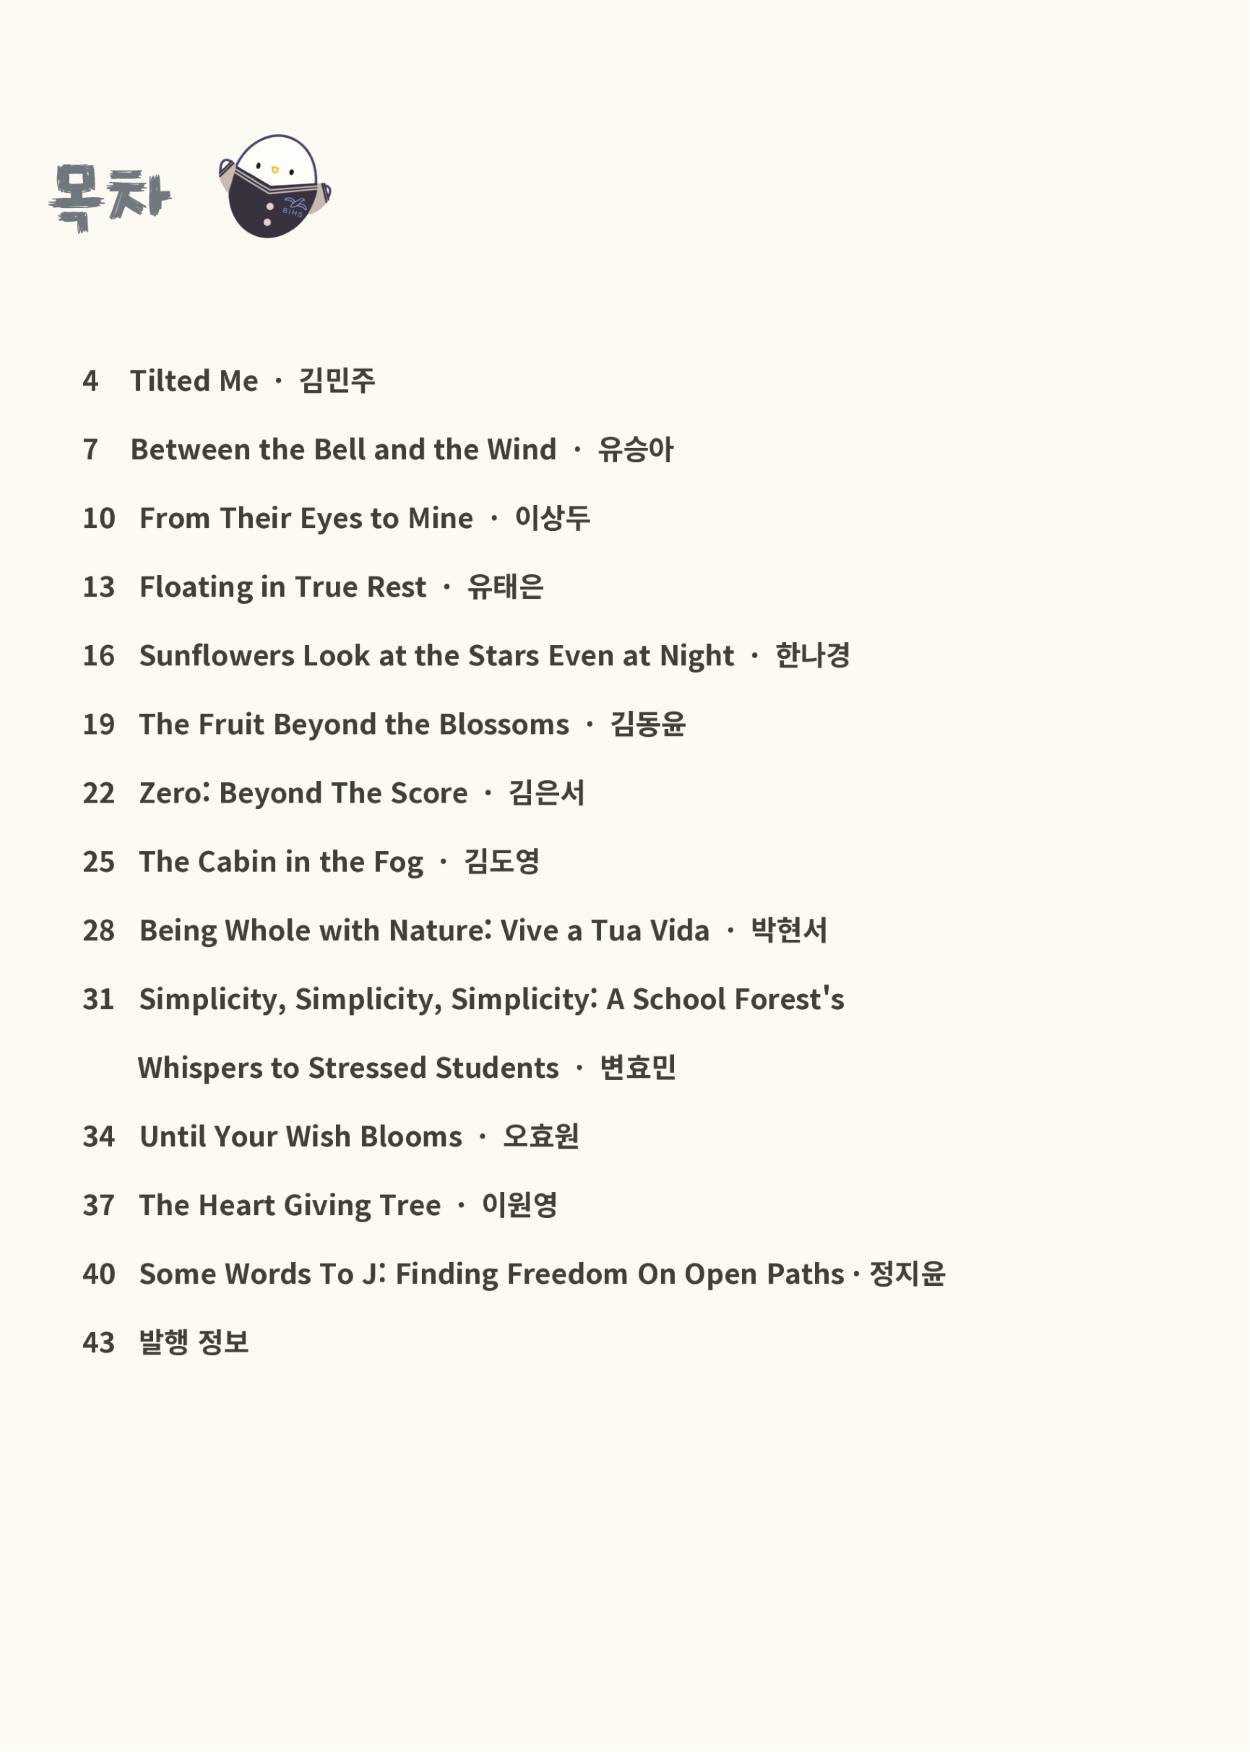 목차
BIHS
4 Tilted Me · 김민주
7 Between the Bell and the Wind · 유승아
10 From Their Eyes to Mine · 이상두
13 Floating in True Rest · 유태은
16 Sunflowers Look at the Stars Even at Night · 한나경
19 The Fruit Beyond the Blossoms · 김동윤
22 Zero: Beyond The Score · 김은서
25 The Cabin in the Fog · 김도영
28 Being Whole with Nature: Vive a Tua Vida · 박현서
31 Simplicity, Simplicity, Simplicity: A School Forest's
Whispers to Stressed Students · 변효민
34 Until Your Wish Blooms · 오효원
37 The Heart Giving Tree · 이원영
40 Some Words To J: Finding Freedom On Open Paths · 정지윤
43 발행 정보